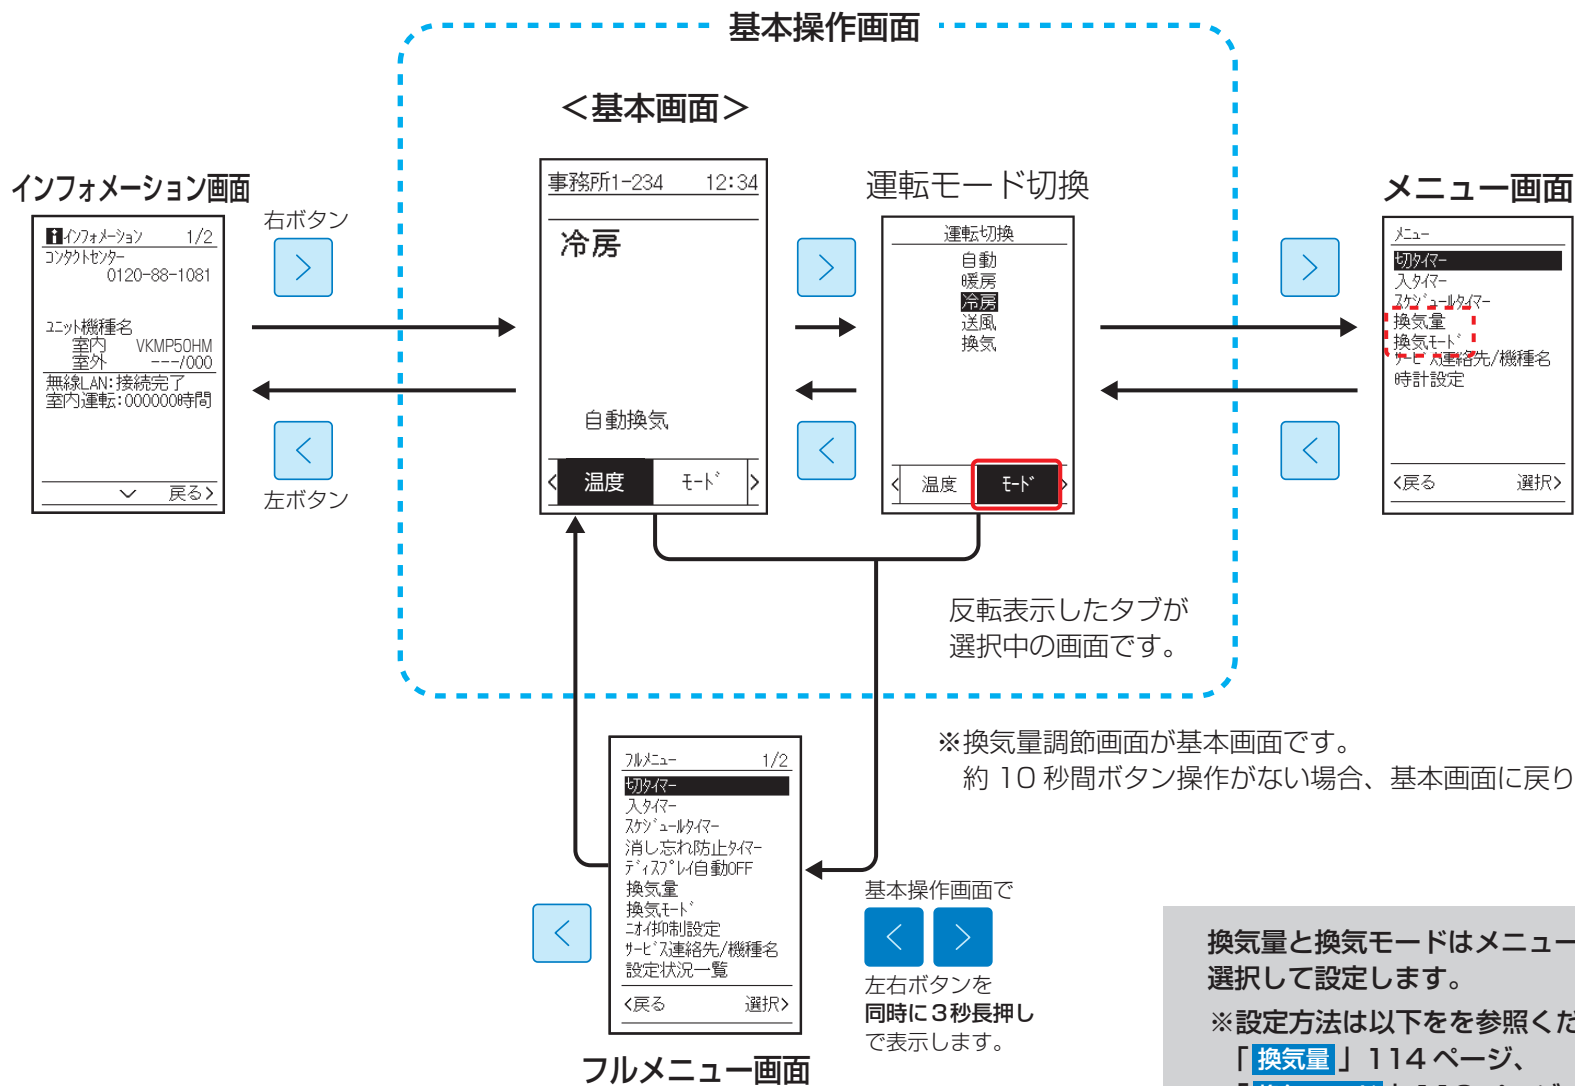 基本操作画面
＜基本画面＞
インフォメーション画面
事務所1-234 12:34
冷房
自動換気
温度 ﾓｰﾄﾞ
運転モード切換
運転切換
自動
暖房
冷房
送風
換気
温度 ﾓｰﾄﾞ
メニュー画面
ﾒﾆｭｰ
切ﾀｲﾏｰ
入ﾀｲﾏｰ
ｽｹｼﾞｭｰﾙﾀｲﾏｰ
換気量
換気ﾓｰﾄﾞ
ｻｰﾋﾞｽ連絡先/機種名
時計設定
<戻る 選択>
右ボタン
左ボタン
ｲﾝﾌｫﾒｰｼｮﾝ 1/2
ｺﾝﾀｸﾄｾﾝﾀｰ
0120-88-1081
ﾕﾆｯﾄ機種名
室内 VKMP50HM
室外 ---/000
無線LAN:接続完了
室内運転:000000時間
戻る>
反転表示したタブが
選択中の画面です。
※換気量調節画面が基本画面です。
約 10 秒間ボタン操作がない場合、基本画面に戻り
ﾌﾙﾒﾆｭｰ 1/2
切ﾀｲﾏｰ
入ﾀｲﾏｰ
ｽｹｼﾞｭｰﾙﾀｲﾏｰ
消し忘れ防止ﾀｲﾏｰ
ﾃﾞｨｽﾌﾟﾚｲ自動OFF
換気量
換気ﾓｰﾄﾞ
ﾆｵｲ抑制設定
ｻｰﾋﾞｽ連絡先/機種名
設定状況一覧
<戻る 選択>
フルメニュー画面
基本操作画面で
左右ボタンを
同時に３秒長押し
で表示します。
換気量と換気モードはメニュー
選択して設定します。
※設定方法は以下をを参照くだ
「換気量」114 ページ、